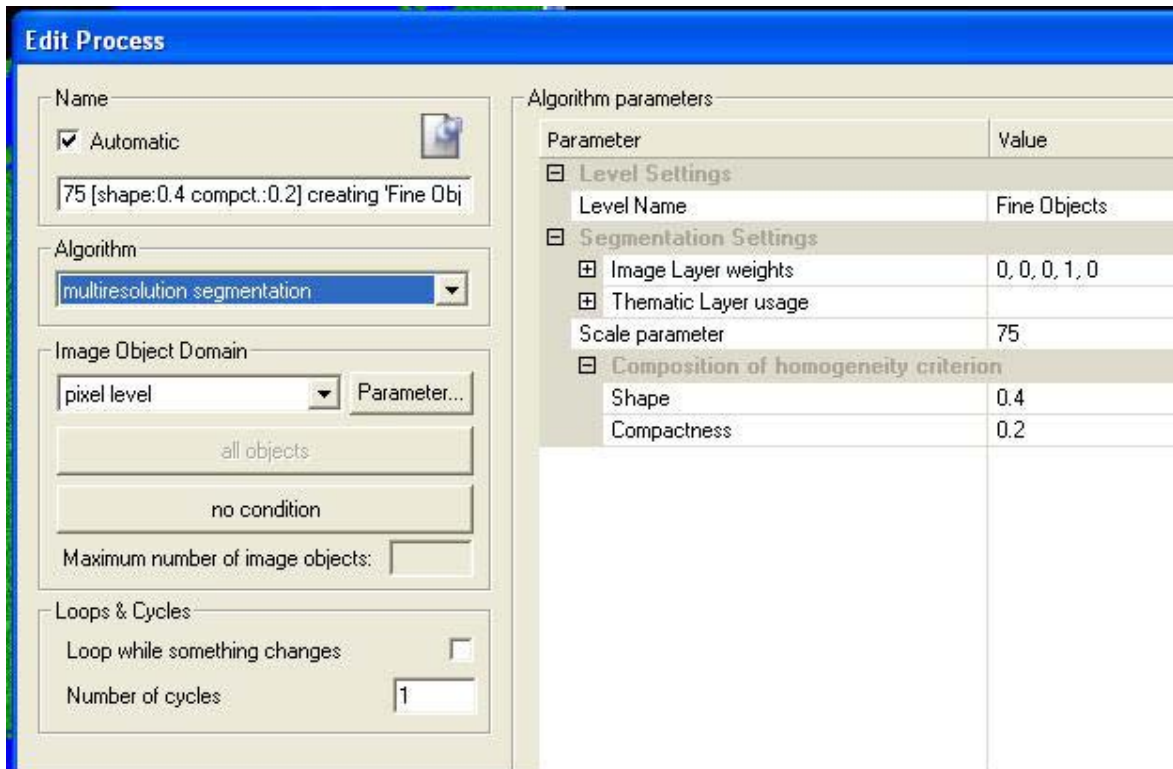 Edit Process
Name
Automatic
75 [shape:0.4 compct.:0.2] creating 'Fine Obj
Algorithm
multiresolution segmentation
Image Object Domain
pixel level
Parameter...
all objects
no condition
Maximum number of image objects:
Loops & Cycles
Loop while something changes
Number of cycles 1
Algorithm parameters
Parameter Value
Level Settings
Level Name Fine Objects
Segmentation Settings
Image Layer weights 0, 0, 0, 1, 0
Thematic Layer usage
Scale parameter 75
Composition of homogeneity criterion
Shape 0.4
Compactness 0.2